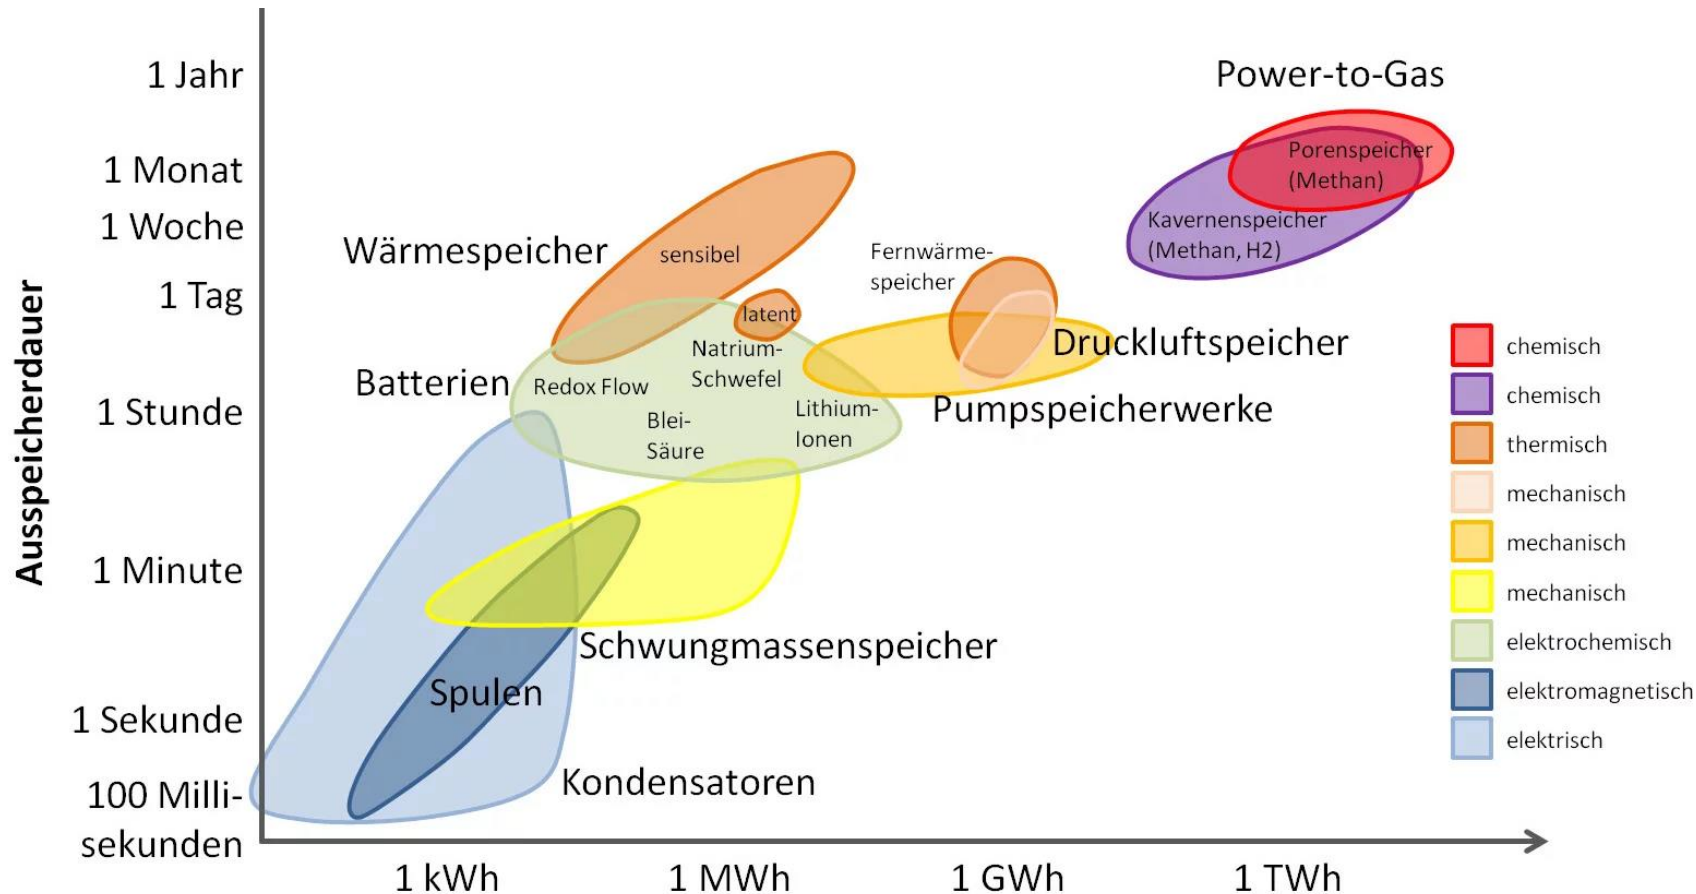 1 Jahr
1 Monat
1 Woche
1 Tag
1 Stunde
1 Minute
1 Sekunde
100 Milli-
sekunden
Ausspeicherdauer
Power-to-Gas
Porenspeicher
(Methan)
Kavernenspeicher
(Methan, H2)
Wärmespeicher
sensibel
latent
Fernwärme-
speicher
Druckluftspeicher
Pumpspeicherwerke
Batterien
Redox Flow
Natrium-
Schwefel
Blei-
Säure
Lithium-
Ionen
Schwungmassenspeicher
Spulen
Kondensatoren
1 kWh
1 MWh
1 GWh
1 TWh
chemisch
chemisch
thermisch
mechanisch
mechanisch
mechanisch
elektrochemisch
elektromagnetisch
elektrisch